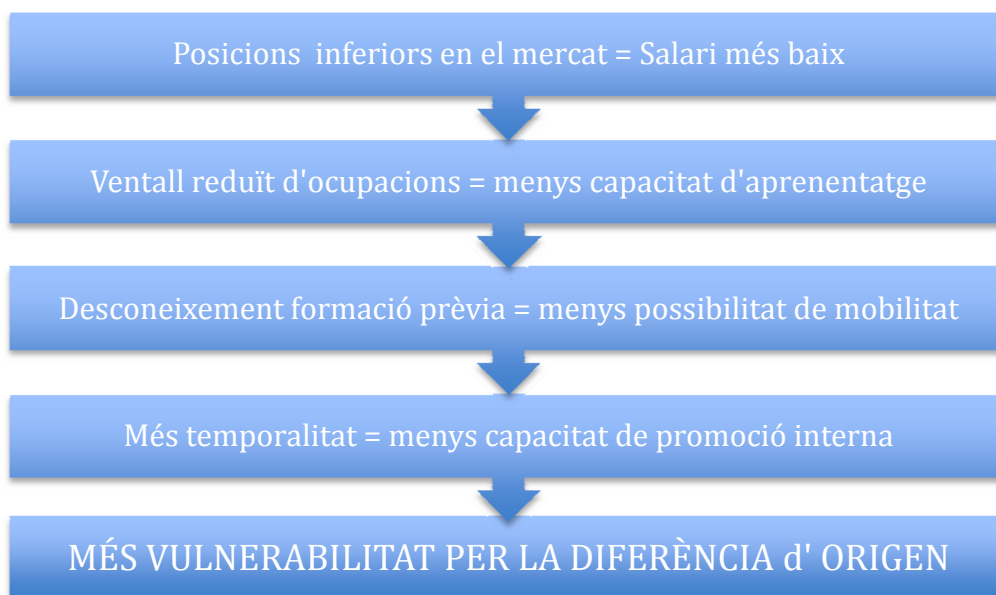 Posicions  inferiors en el mercat = Salari més baix
Ventall reduït d'ocupacions = menys capacitat d'aprenentatge
Desconeixement formació prèvia = menys possibilitat de mobilitat
Més temporalitat = menys capacitat de promoció interna
MÉS VULNERABILITAT PER LA DIFERÈNCIA d' ORIGEN